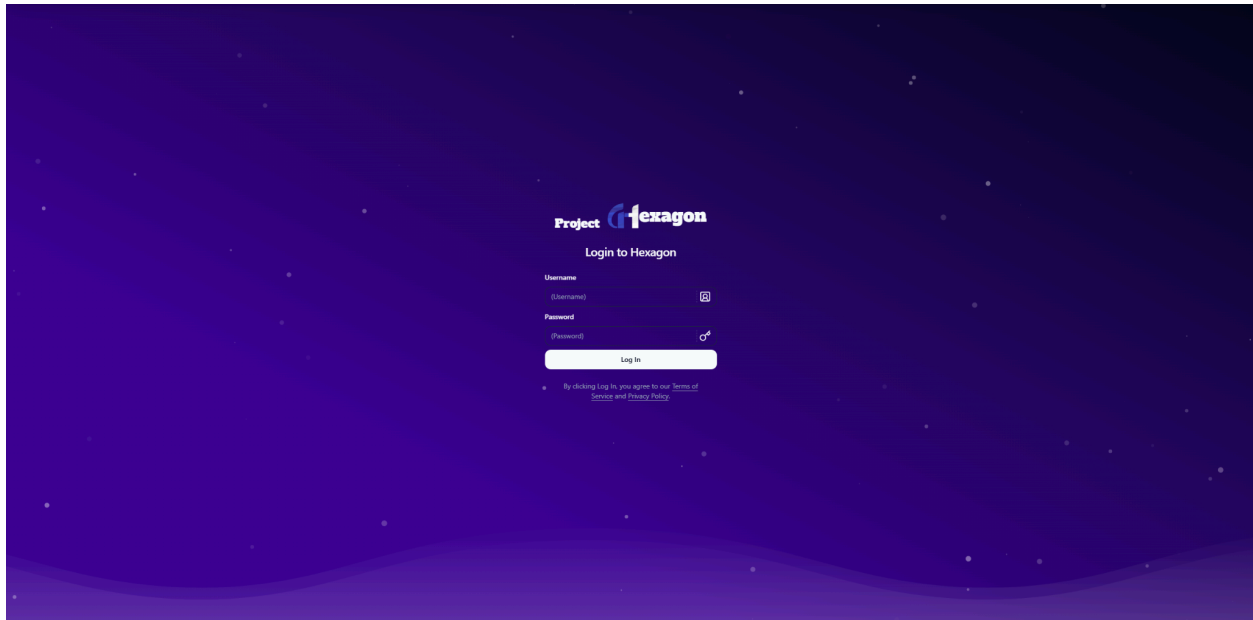 Project Hexagon
Login to Hexagon
Username
(Username)
Password
(Password)
Log In
By clicking Log In, you agree to our Terms of
Service and Privacy Policy.